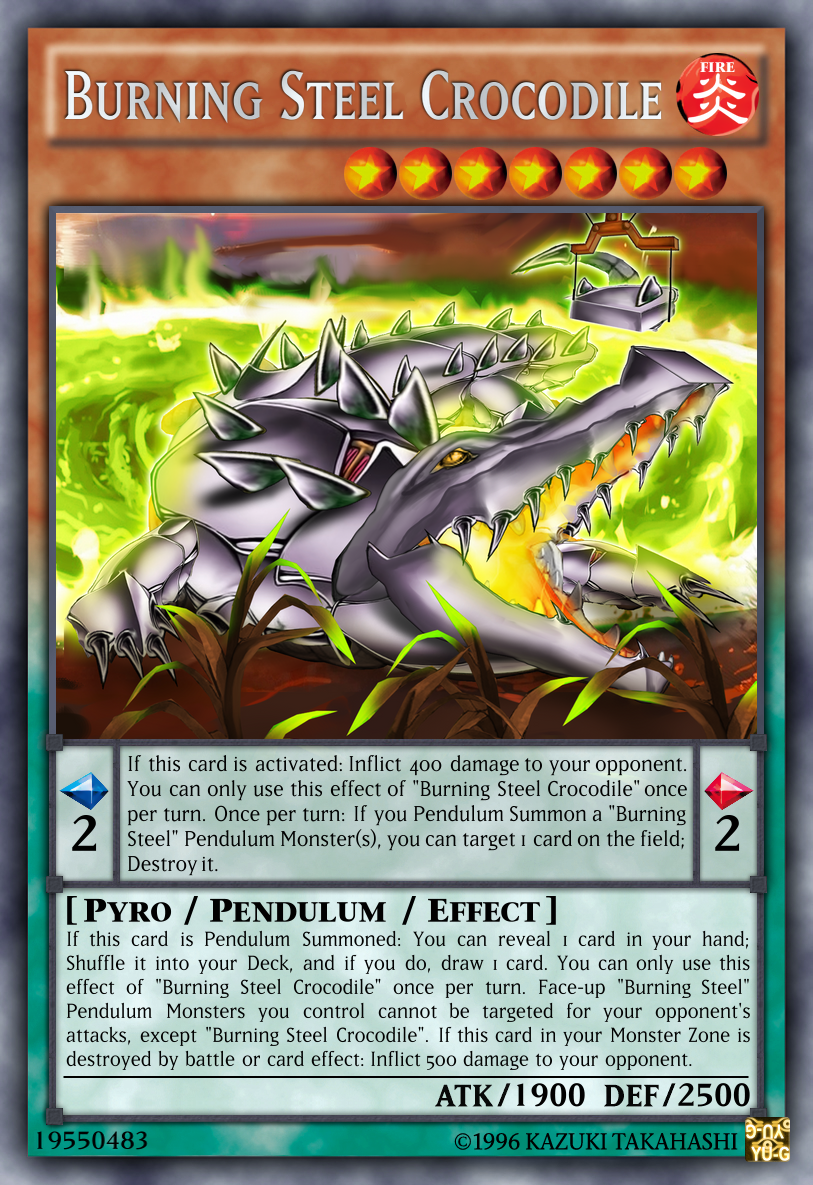 Burning Steel Crocodile
FIRE
炎
If this card is activated: Inflict 400 damage to your opponent.
You can only use this effect of "Burning Steel Crocodile" once
per turn. Once per turn: If you Pendulum Summon a "Burning
Steel" Pendulum Monster(s), you can target 1 card on the field;
Destroy it.
2
2
[ Pyro / Pendulum / Effect ]
If this card is Pendulum Summoned: You can reveal 1 card in your hand;
Shuffle it into your Deck, and if you do, draw 1 card. You can only use this
effect of "Burning Steel Crocodile" once per turn. Face-up "Burning Steel"
Pendulum Monsters you control cannot be targeted for your opponent's
attacks, except "Burning Steel Crocodile". If this card in your Monster Zone is
destroyed by battle or card effect: Inflict 500 damage to your opponent.
ATK/1900 DEF/2500
19550483
©1996 KAZUKI TAKAHASHI